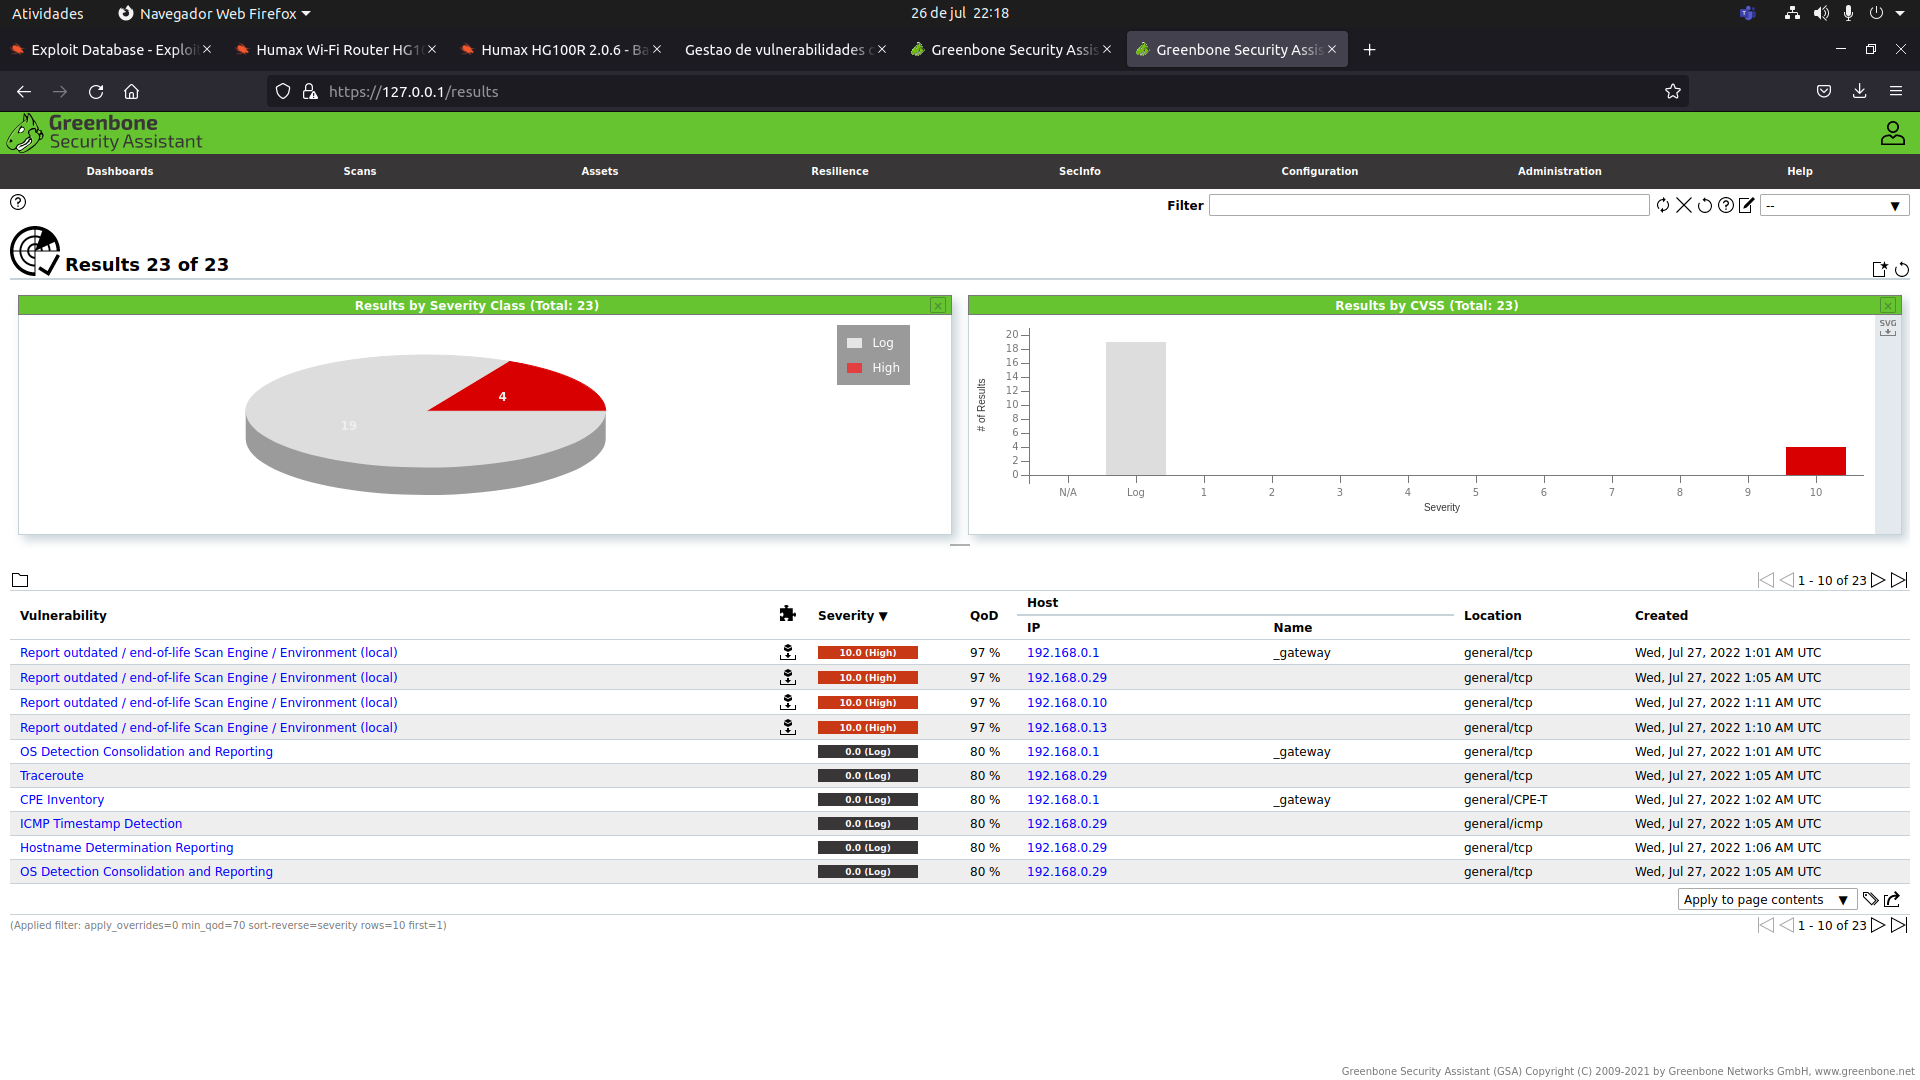 Atividades
Navegador Web Firefox
26 de jul 22:18
Exploit Database - Exploi
Humax Wi-Fi Router HG1
Humax HG100R 2.0.6 - Ba
Gestao de vulnerabilidades
Greenbone Security Assis
Greenbone Security Assis
https://127.0.0.1/results
Greenbone
Security Assistant
Dashboards
Scans
Assets
Resilience
SecInfo
Configuration
Administration
Help
Filter
--
Results 23 of 23
Results by Severity Class (Total: 23)
Log
High
4
19
Results by CVSS (Total: 23)
SVG
20
18
16
14
12
10
8
6
4
2
0
# of Results
N/A Log 1 2 3 4 5 6 7 8 9 10
Severity
1 - 10 of 23
Vulnerability Severity ▼ QoD Host Location Created
IP Name
Report outdated / end-of-life Scan Engine / Environment (local) 10.0 (High) 97 % 192.168.0.1 _gateway general/tcp Wed, Jul 27, 2022 1:01 AM UTC
Report outdated / end-of-life Scan Engine / Environment (local) 10.0 (High) 97 % 192.168.0.29 general/tcp Wed, Jul 27, 2022 1:05 AM UTC
Report outdated / end-of-life Scan Engine / Environment (local) 10.0 (High) 97 % 192.168.0.10 general/tcp Wed, Jul 27, 2022 1:11 AM UTC
Report outdated / end-of-life Scan Engine / Environment (local) 10.0 (High) 97 % 192.168.0.13 general/tcp Wed, Jul 27, 2022 1:10 AM UTC
OS Detection Consolidation and Reporting 0.0 (Log) 80 % 192.168.0.1 _gateway general/tcp Wed, Jul 27, 2022 1:01 AM UTC
Traceroute 0.0 (Log) 80 % 192.168.0.29 general/tcp Wed, Jul 27, 2022 1:05 AM UTC
CPE Inventory 0.0 (Log) 80 % 192.168.0.1 _gateway general/CPE-T Wed, Jul 27, 2022 1:02 AM UTC
ICMP Timestamp Detection 0.0 (Log) 80 % 192.168.0.29 general/icmp Wed, Jul 27, 2022 1:05 AM UTC
Hostname Determination Reporting 0.0 (Log) 80 % 192.168.0.29 general/tcp Wed, Jul 27, 2022 1:06 AM UTC
OS Detection Consolidation and Reporting 0.0 (Log) 80 % 192.168.0.29 general/tcp Wed, Jul 27, 2022 1:05 AM UTC
Apply to page contents ▼
(Applied filter: apply_overrides=0 min_qod=70 sort-reverse=severity rows=10 first=1)
1 - 10 of 23
Greenbone Security Assistant (GSA) Copyright (C) 2009-2021 by Greenbone Networks GmbH, www.greenbone.net